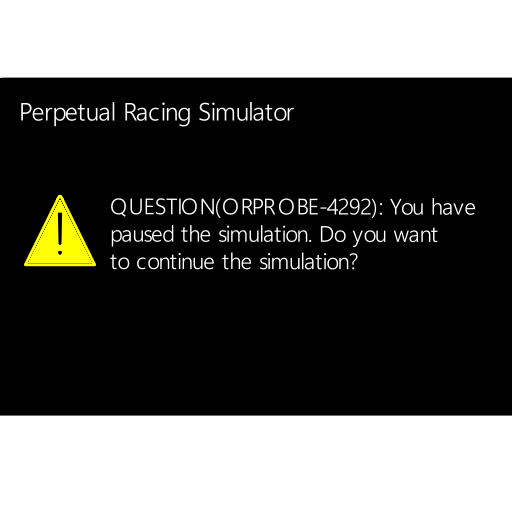 Perpetual Racing Simulator
QUESTION(ORPROBE-4292): You have
paused the simulation. Do you want
to continue the simulation?